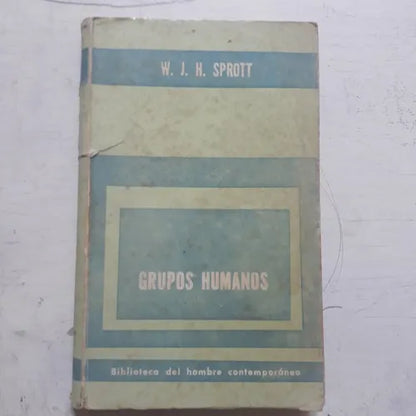 W. J. H. SPROTT
GRUPOS HUMANOS
Biblioteca del hombre contemporáneo